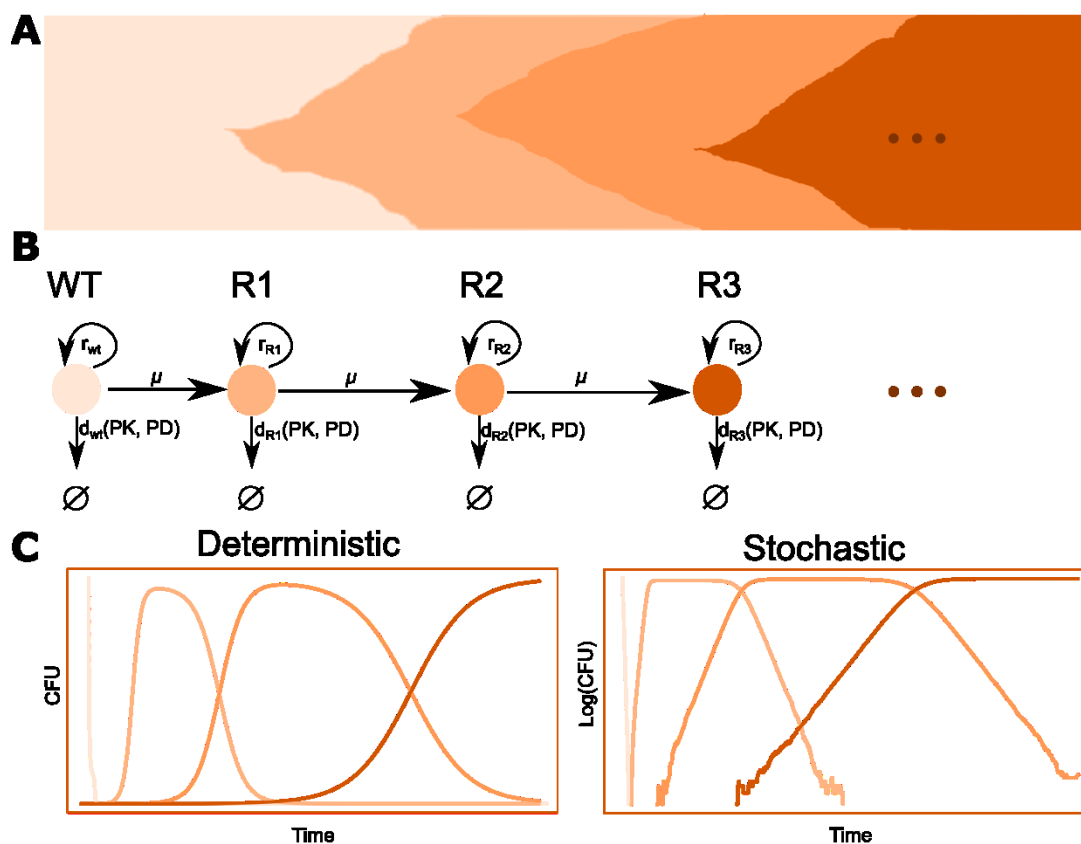 A
B
WT R1 R2 R3
r_wt r_R1 r_R2 r_R3
μ μ μ
d_wt(PK, PD) d_R1(PK, PD) d_R2(PK, PD) d_R3(PK, PD)
∅ ∅ ∅ ∅
C
Deterministic Stochastic
CFU Log(CFU)
Time Time